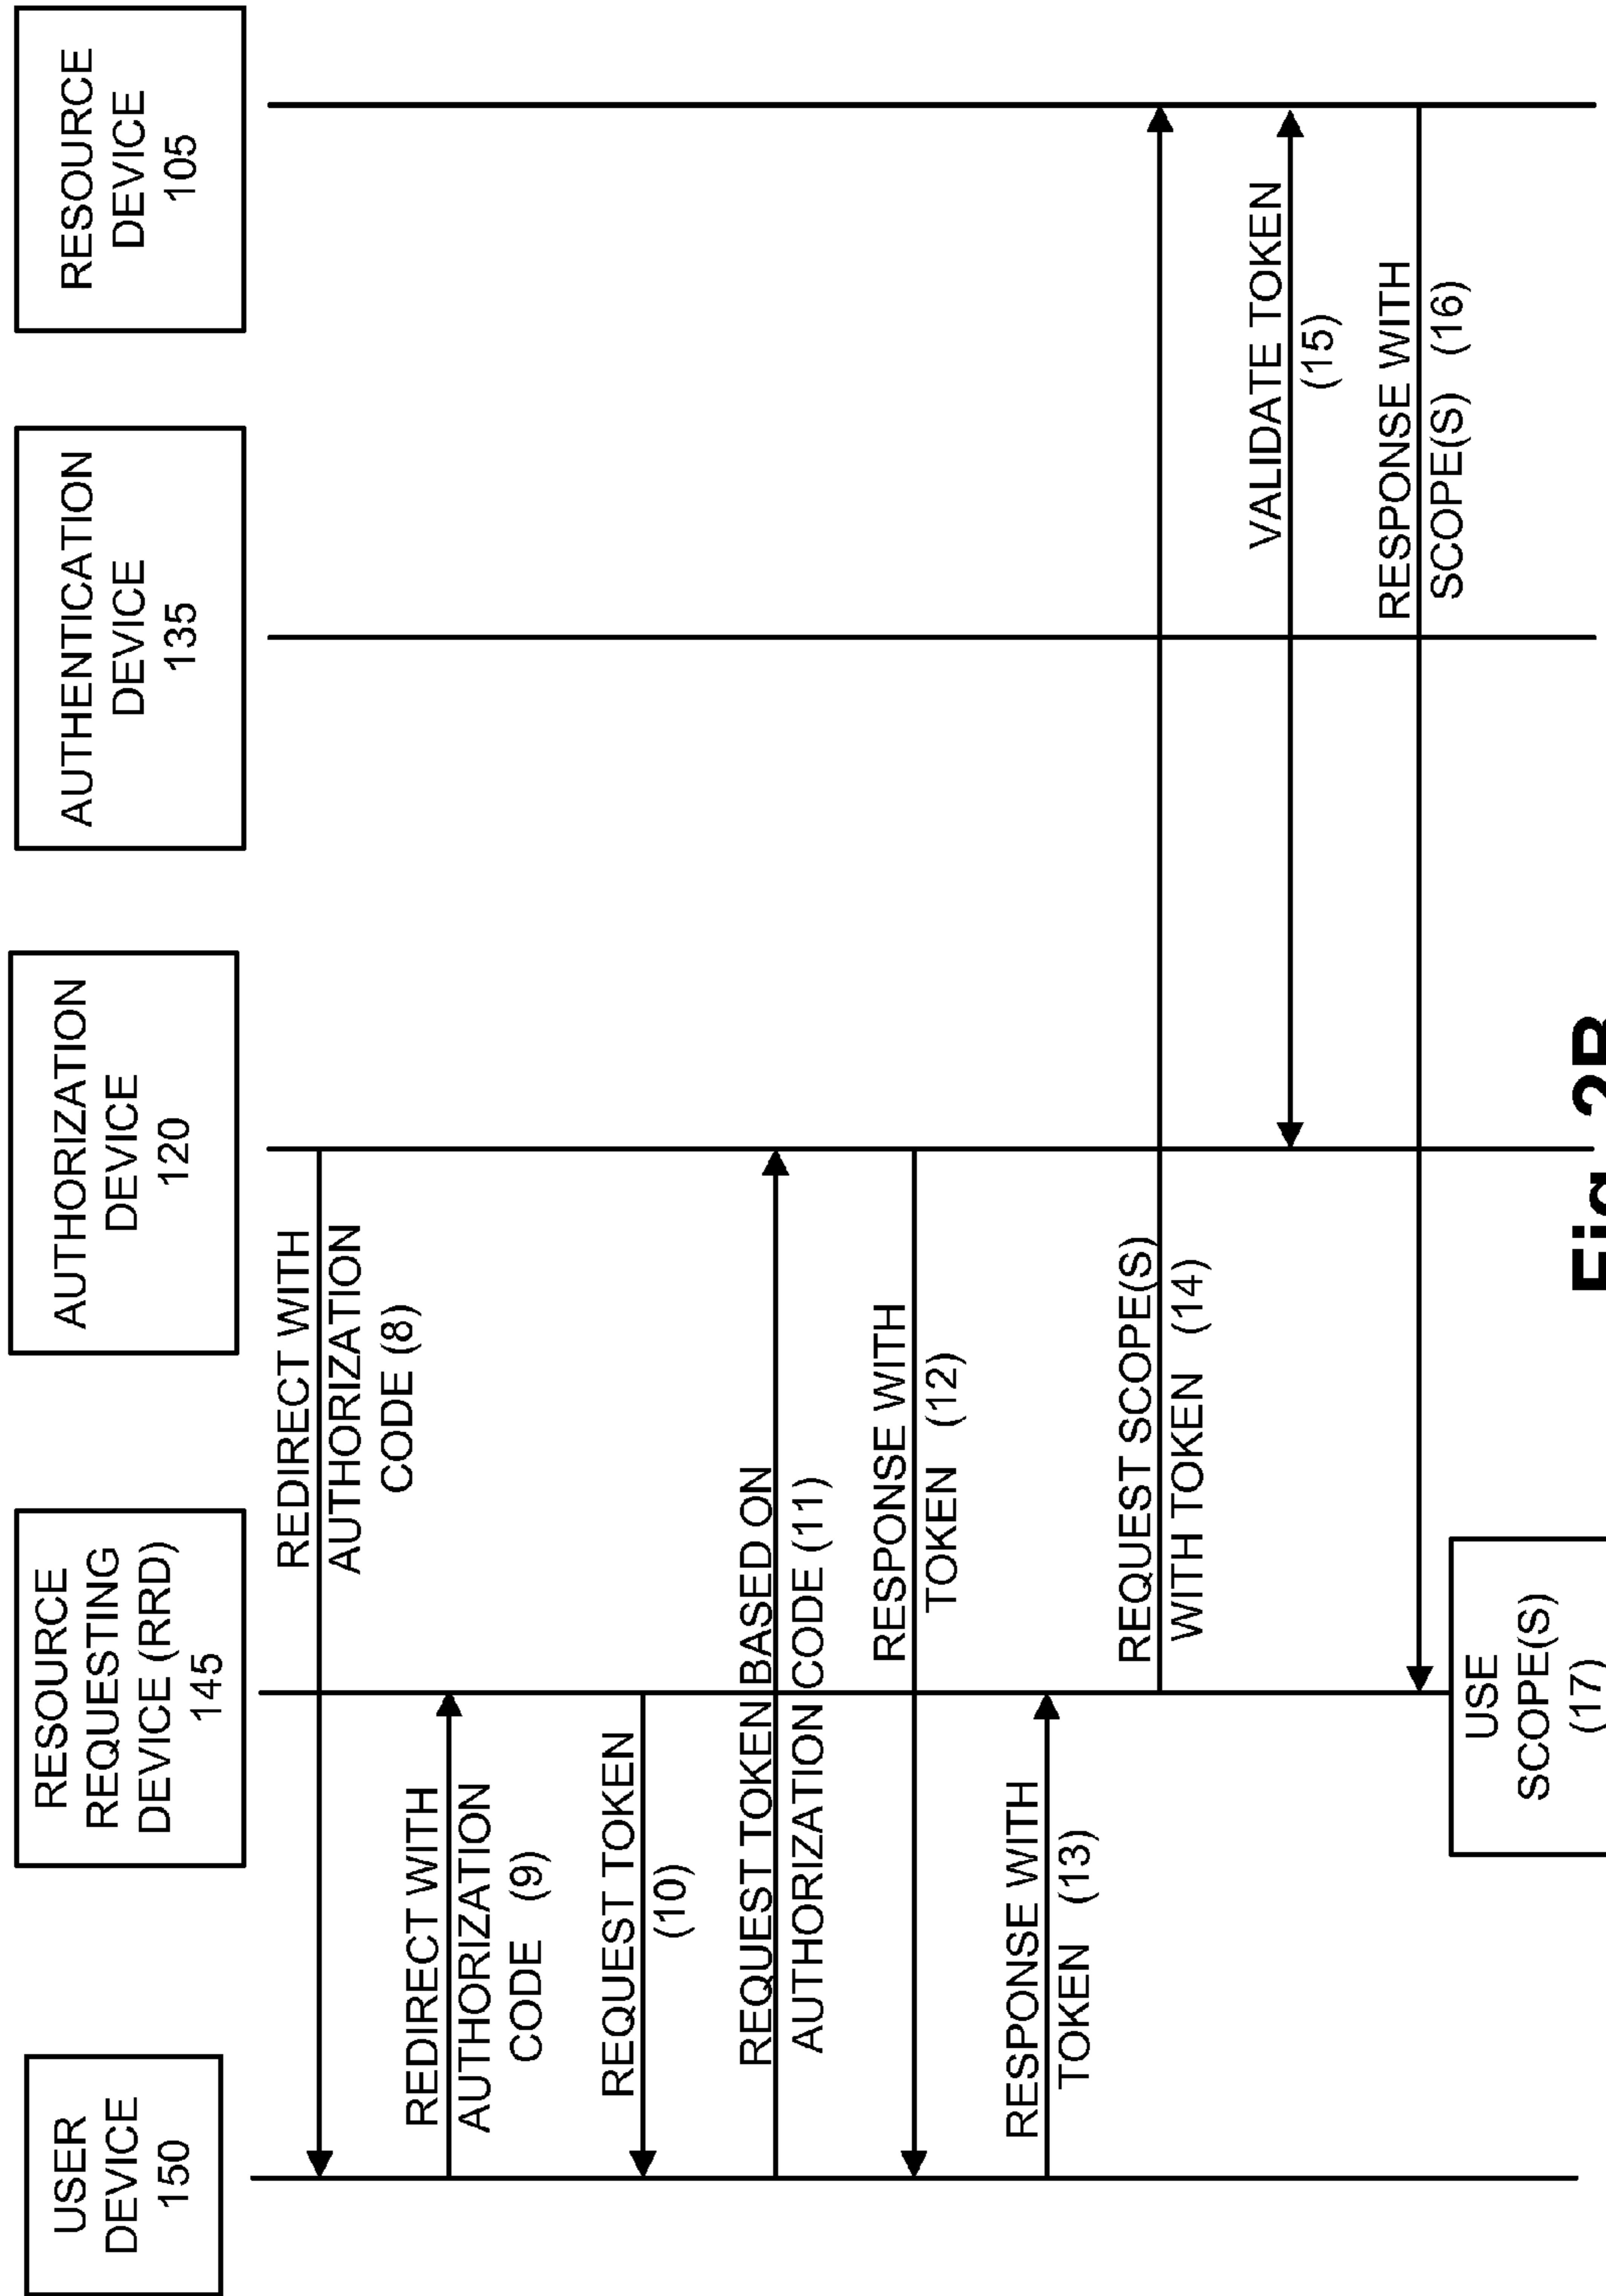 USER
DEVICE
150
RESOURCE
REQUESTING
DEVICE (RRD)
145
AUTHORIZATION
DEVICE
120
AUTHENTICATION
DEVICE
135
RESOURCE
DEVICE
105
REDIRECT WITH
AUTHORIZATION
CODE (8)
REDIRECT WITH
AUTHORIZATION
CODE (9)
REQUEST TOKEN
(10)
REQUEST TOKEN BASED ON
AUTHORIZATION CODE (11)
RESPONSE WITH
TOKEN (12)
RESPONSE WITH
TOKEN (13)
REQUEST SCOPE(S)
WITH TOKEN (14)
VALIDATE TOKEN
(15)
RESPONSE WITH
SCOPE(S) (16)
USE
SCOPE(S)
(17)
Fig. 2B